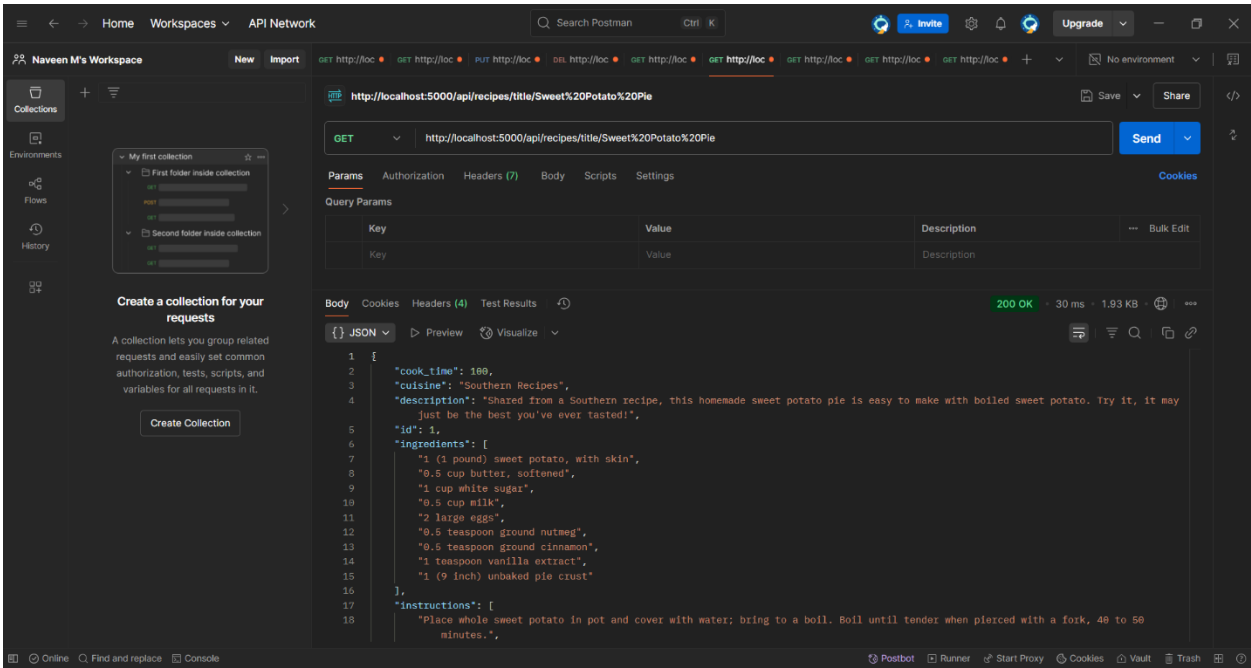 Home Workspaces API Network Search Postman Ctrl K Invite Upgrade
Naveen M's Workspace New Import GET http://loc GET http://loc PUT http://loc DEL http://loc GET http://loc GET http://loc GET http://loc GET http://loc GET http://loc No environment
Collections
Environments
Flows
History
My first collection
First folder inside collection
GET
POST
GET
Second folder inside collection
GET
GET
Create a collection for your
requests
A collection lets you group related
requests and easily set common
authorization, tests, scripts, and
variables for all requests in it.
Create Collection
HTTP http://localhost:5000/api/recipes/title/Sweet%20Potato%20Pie Save Share
GET http://localhost:5000/api/recipes/title/Sweet%20Potato%20Pie Send
Params Authorization Headers (7) Body Scripts Settings Cookies
Query Params
Key Value Description Bulk Edit
Key Value Description
Body Cookies Headers (4) Test Results 200 OK 30 ms 1.93 KB
{} JSON Preview Visualize
1 {
2 "cook_time": 100,
3 "cuisine": "Southern Recipes",
4 "description": "Shared from a Southern recipe, this homemade sweet potato pie is easy to make with boiled sweet potato. Try it, it may
just be the best you've ever tasted!",
5 "id": 1,
6 "ingredients": [
7 "1 (1 pound) sweet potato, with skin",
8 "0.5 cup butter, softened",
9 "1 cup white sugar",
10 "0.5 cup milk",
11 "2 large eggs",
12 "0.5 teaspoon ground nutmeg",
13 "0.5 teaspoon ground cinnamon",
14 "1 teaspoon vanilla extract",
15 "1 (9 inch) unbaked pie crust"
16 ],
17 "instructions": [
18 "Place whole sweet potato in pot and cover with water; bring to a boil. Boil until tender when pierced with a fork, 40 to 50
minutes.",
Online Find and replace Console Postbot Runner Start Proxy Cookies Vault Trash